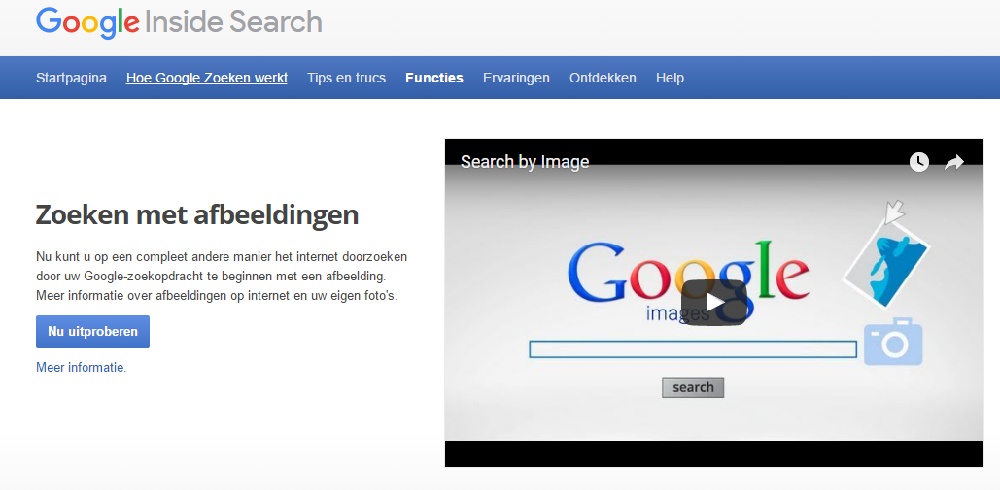 Google Inside Search
Startpagina Hoe Google Zoeken werkt Tips en trucs Functies Ervaringen Ontdekken Help
Zoeken met afbeeldingen
Nu kunt u op een compleet andere manier het internet doorzoeken
door uw Google-zoekopdracht te beginnen met een afbeelding.
Meer informatie over afbeeldingen op internet en uw eigen foto's.
Nu uitproberen
Meer informatie.
Search by Image
Google
images
search